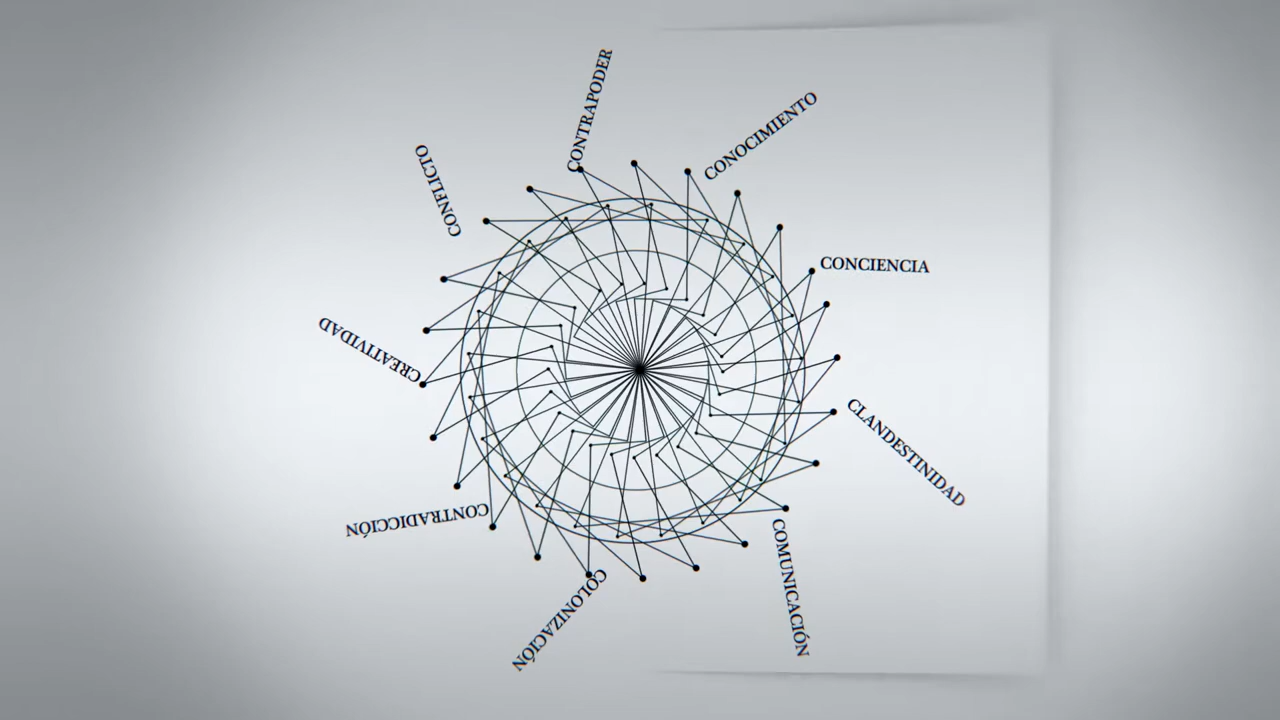 CONTRAPODER
CONOCIMIENTO
CONCIENCIA
CLANDESTINIDAD
COMUNICACIÓN
COLONIZACIÓN
CONTRADICCIÓN
CREATIVIDAD
CONFLICTO